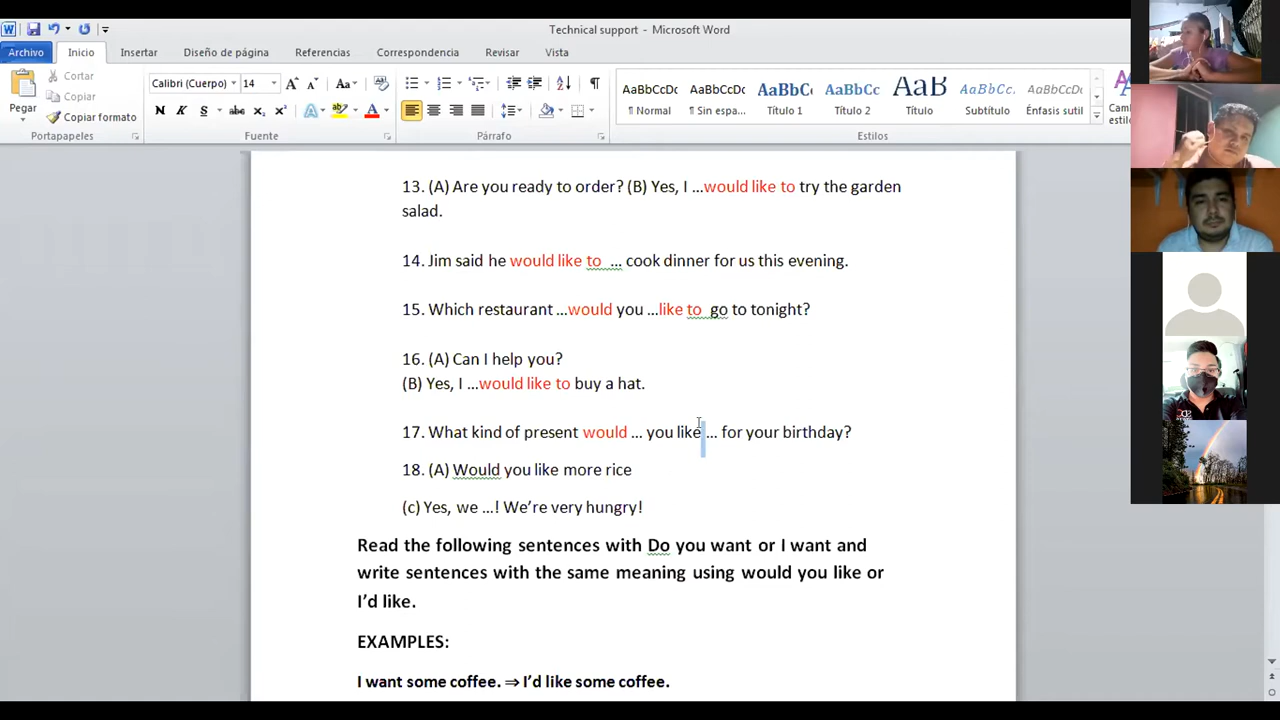 Technical support - Microsoft Word
Archivo Inicio Insertar Diseño de página Referencias Correspondencia Revisar Vista
Cortar
Copiar
Copiar formato
Pegar
Calibri (Cuerpo) 14
AaBbCcDc AaBbCcDc AaBbCc AaBbCc AaB AaBbCc AaBbCcDc
¶ Normal ¶ Sin espa... Título 1 Título 2 Título Subtítulo Énfasis sutil
Portapapeles Fuente Párrafo Estilos
13. (A) Are you ready to order? (B) Yes, I ...would like to try the garden
salad.
14. Jim said he would like to ... cook dinner for us this evening.
15. Which restaurant ...would you ...like to go to tonight?
16. (A) Can I help you?
(B) Yes, I ...would like to buy a hat.
17. What kind of present would ... you like ... for your birthday?
18. (A) Would you like more rice
(c) Yes, we ...! We’re very hungry!
Read the following sentences with Do you want or I want and
write sentences with the same meaning using would you like or
I’d like.
EXAMPLES:
I want some coffee. ⇒ I’d like some coffee.